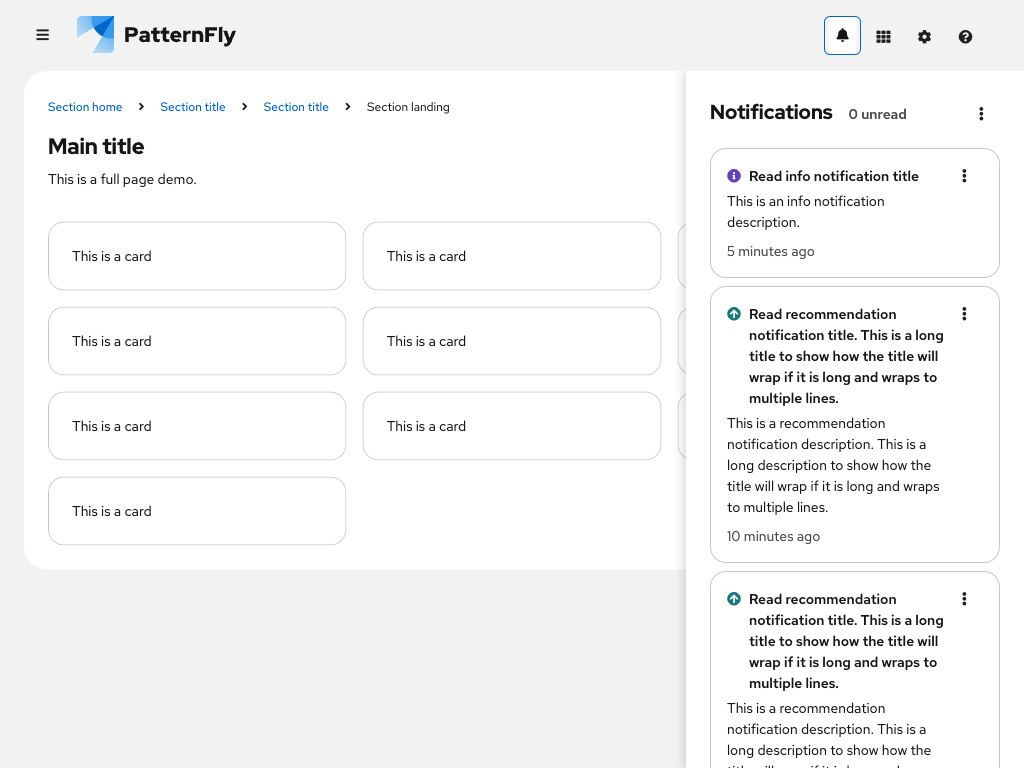 PatternFly
Section home
Section title
Section title
Section landing
Main title
This is a full page demo.
This is a card
This is a card
This is a card
This is a card
This is a card
This is a card
This is a card
Notifications
0 unread
Read info notification title
This is an info notification
description.
5 minutes ago
Read recommendation
notification title. This is a long
title to show how the title will
wrap if it is long and wraps to
multiple lines.
This is a recommendation
notification description. This is a
long description to show how the
title will wrap if it is long and wraps
to multiple lines.
10 minutes ago
Read recommendation
notification title. This is a long
title to show how the title will
wrap if it is long and wraps to
multiple lines.
This is a recommendation
notification description. This is a
long description to show how the